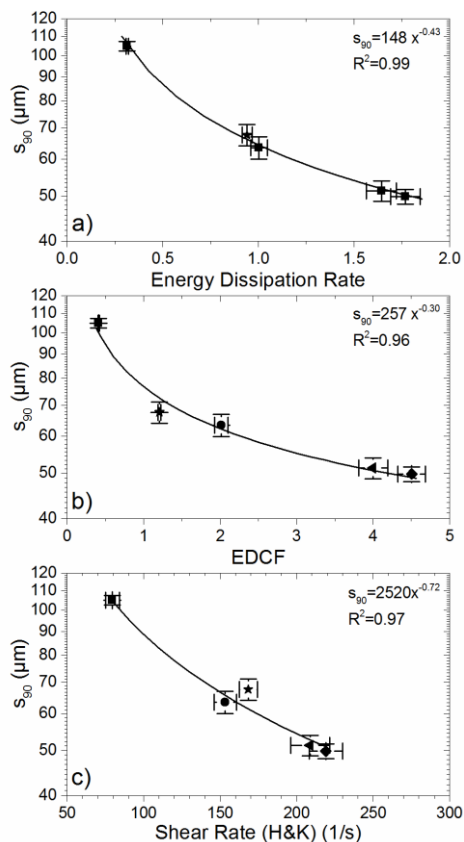 120
110
100
90
80
70
60
50
40
s₉₀ (µm)
s₉₀=148 x⁻⁰·⁴³
R²=0.99
a)
0.0 0.5 1.0 1.5 2.0
Energy Dissipation Rate
120
110
100
90
80
70
60
50
40
s₉₀ (µm)
s₉₀=257 x⁻⁰·³⁰
R²=0.96
b)
0 1 2 3 4 5
EDCF
120
110
100
90
80
70
60
50
40
s₉₀ (µm)
s₉₀=2520x⁻⁰·⁷²
R²=0.97
c)
50 100 150 200 250 300
Shear Rate (H&K) (1/s)